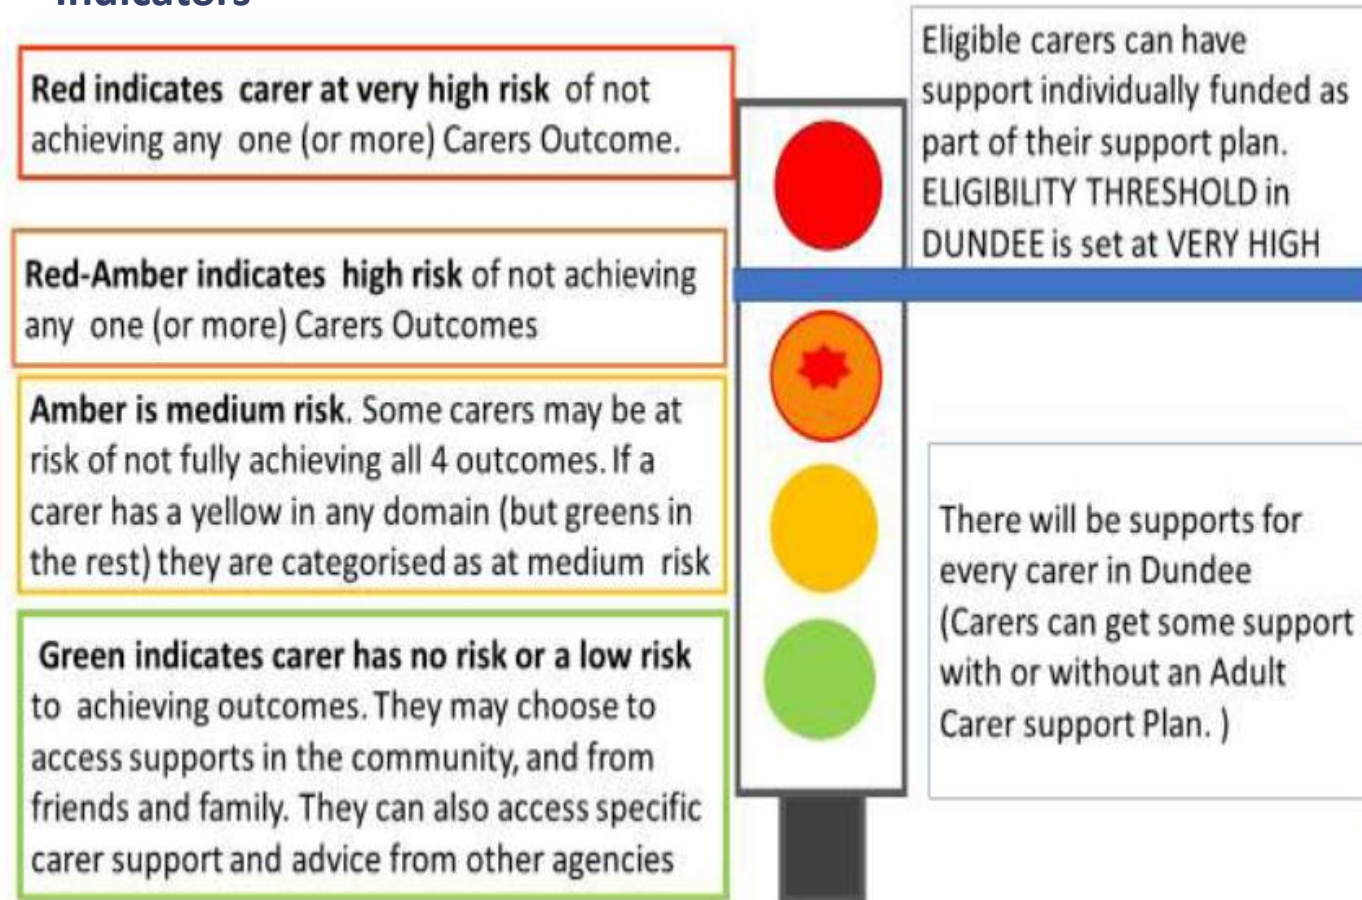 Indicators
Red indicates carer at very high risk of not
achieving any one (or more) Carers Outcome.
Red-Amber indicates high risk of not achieving
any one (or more) Carers Outcomes
Amber is medium risk. Some carers may be at
risk of not fully achieving all 4 outcomes. If a
carer has a yellow in any domain (but greens in
the rest) they are categorised as at medium risk
Green indicates carer has no risk or a low risk
to achieving outcomes. They may choose to
access supports in the community, and from
friends and family. They can also access specific
carer support and advice from other agencies
Eligible carers can have
support individually funded as
part of their support plan.
ELIGIBILITY THRESHOLD in
DUNDEE is set at VERY HIGH
There will be supports for
every carer in Dundee
(Carers can get some support
with or without an Adult
Carer support Plan. )